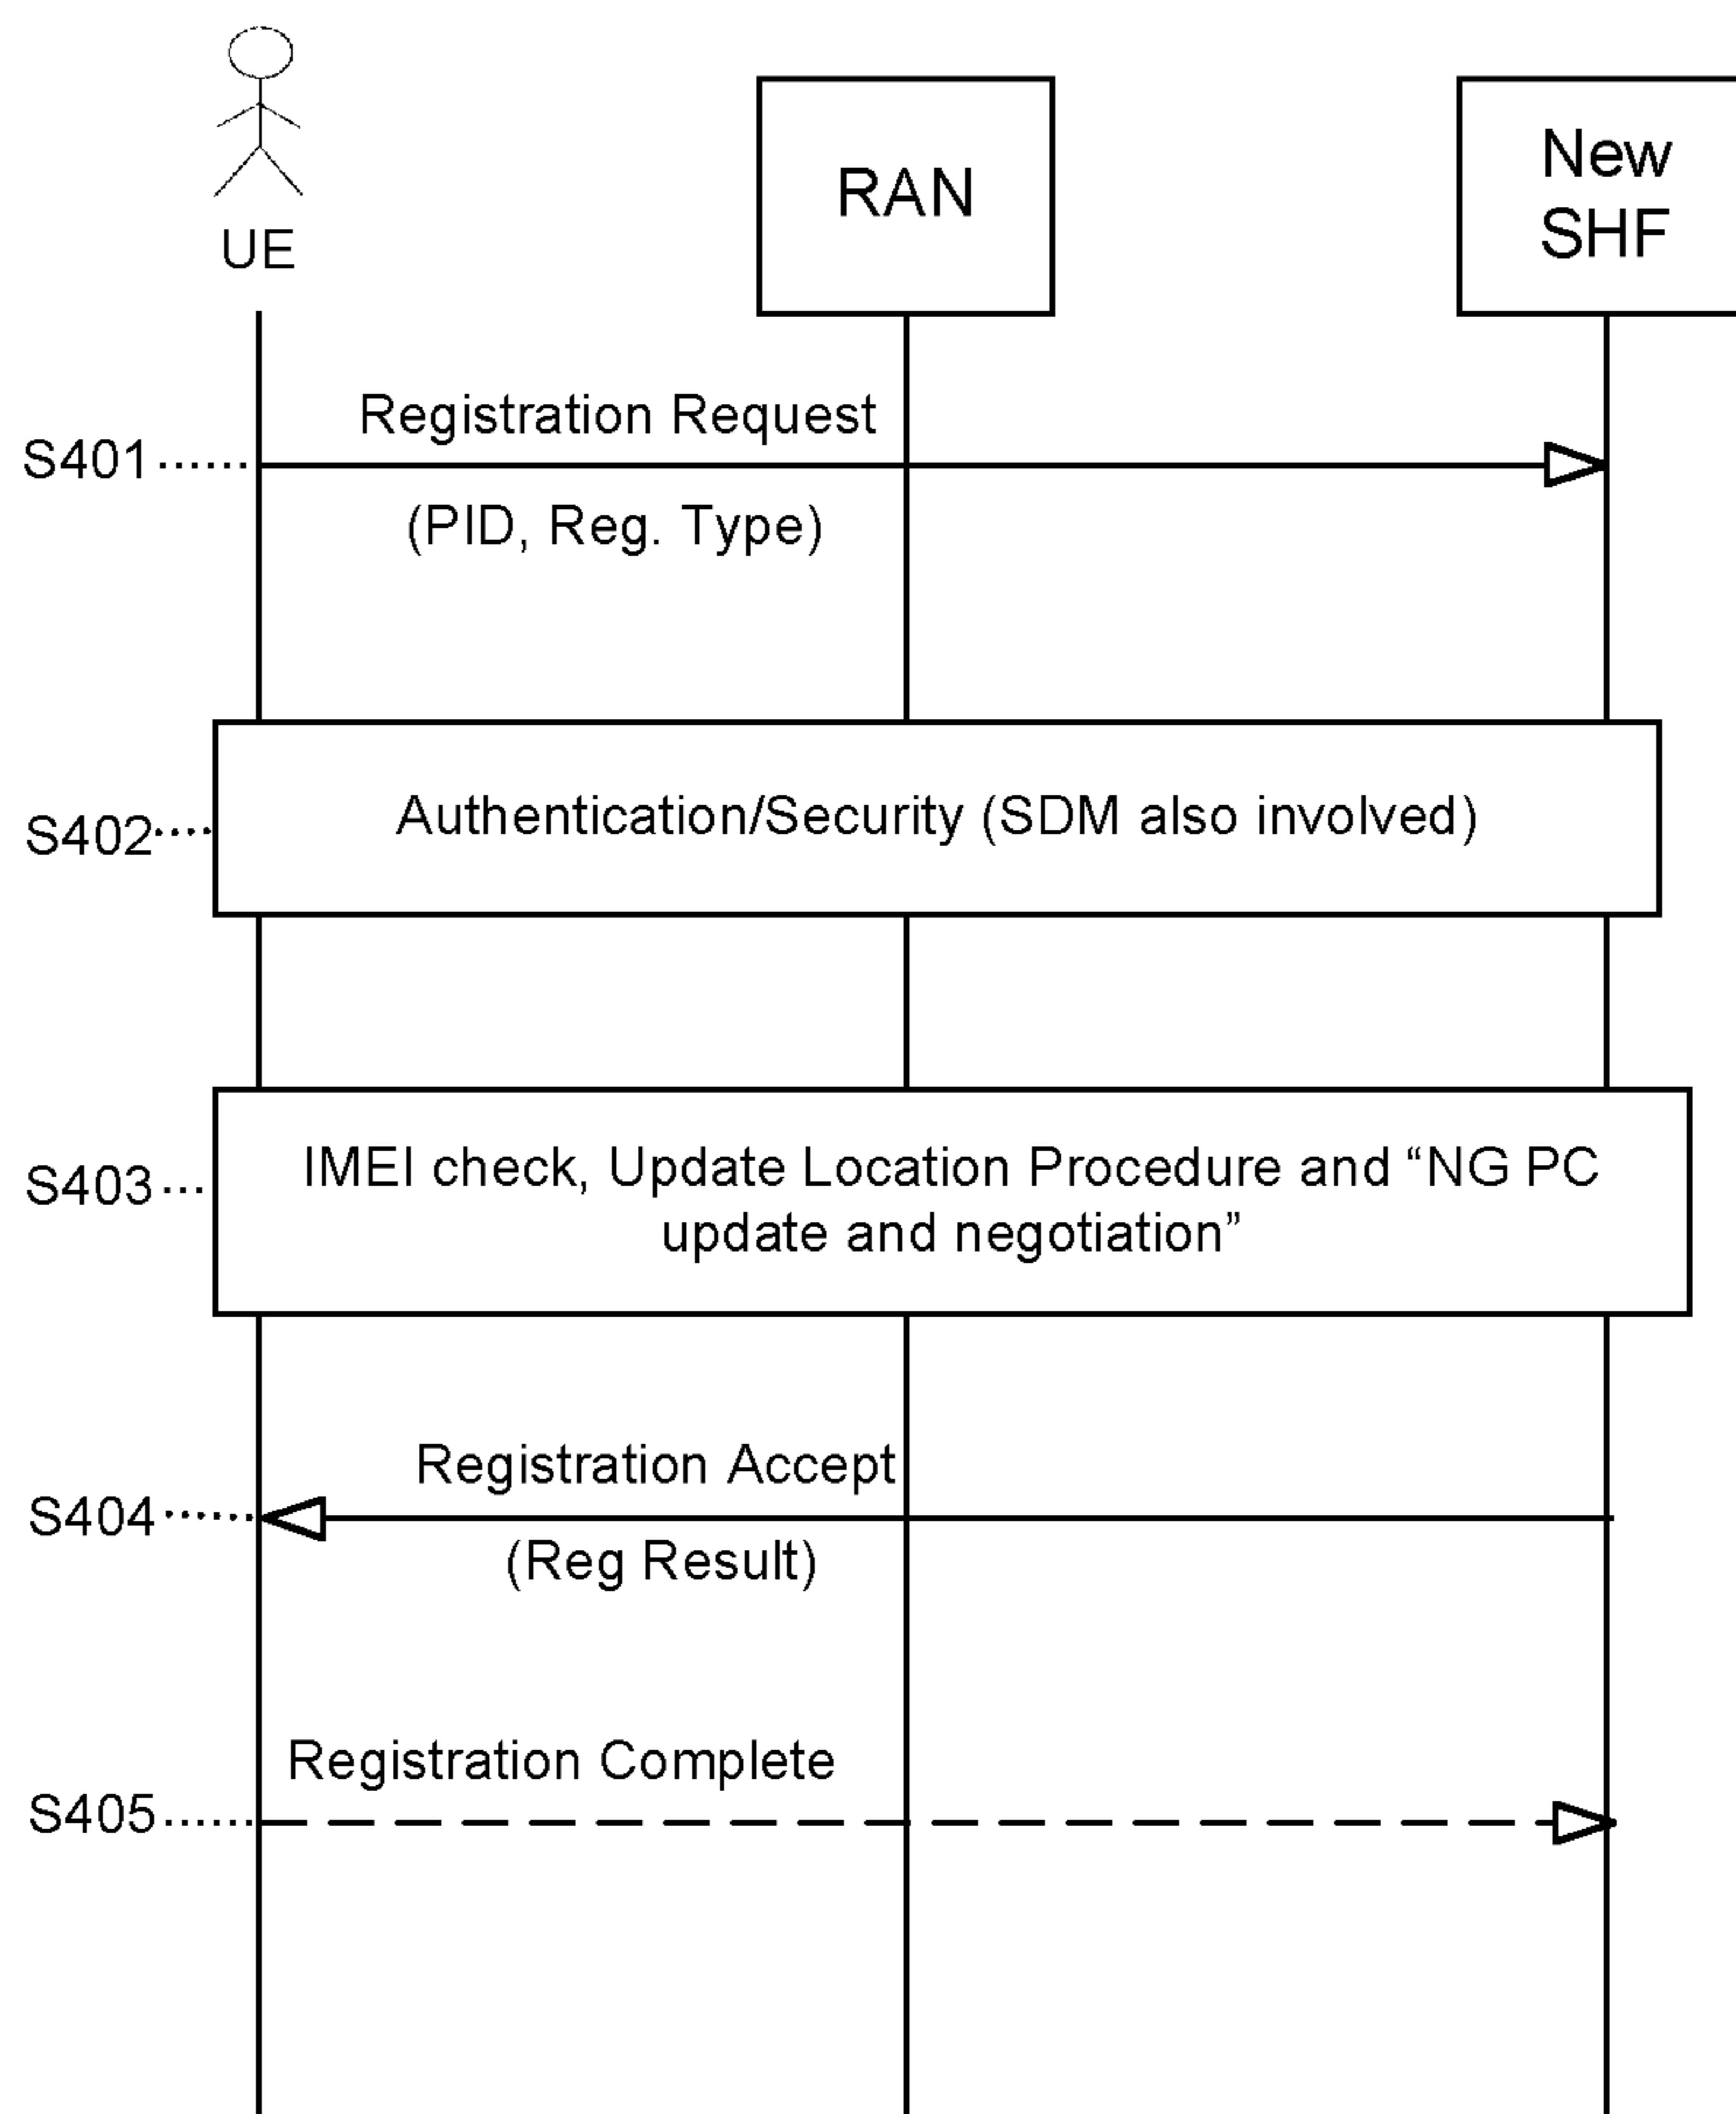 UE
RAN
New
SHF
Registration Request
S401
(PID, Reg. Type)
S402
Authentication/Security (SDM also involved)
S403
IMEI check, Update Location Procedure and “NG PC
update and negotiation”
Registration Accept
S404
(Reg Result)
Registration Complete
S405